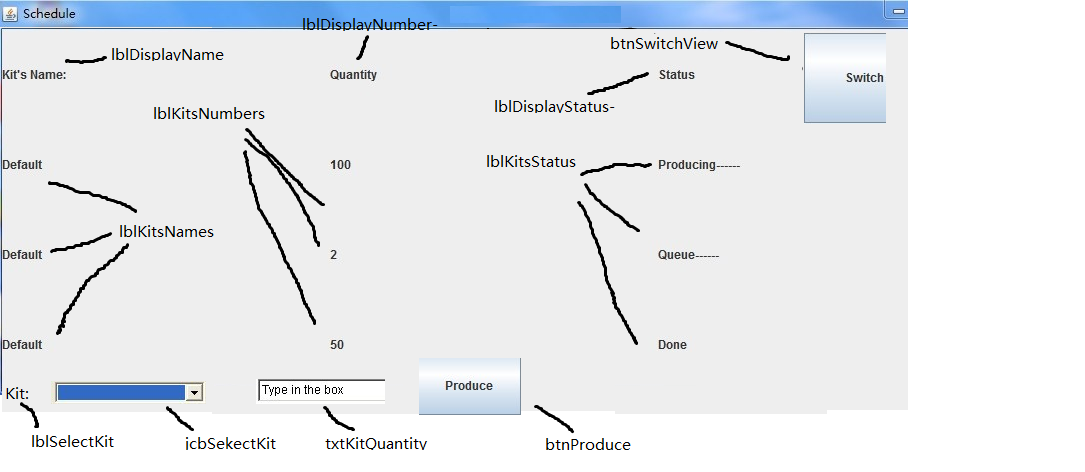 Schedule
lblDisplayNumber-
btnSwitchView
lblDisplayName
Kit's Name:
Quantity
Status
Switch
lblDisplayStatus-
lblKitsNumbers
lblKitsStatus
Default
100
Producing------
lblKitsNames
Default
2
Queue------
Default
50
Done
Kit:
Type in the box
Produce
lblSelectKit
icbSekectKit
txtKitQuantity
btnProduce